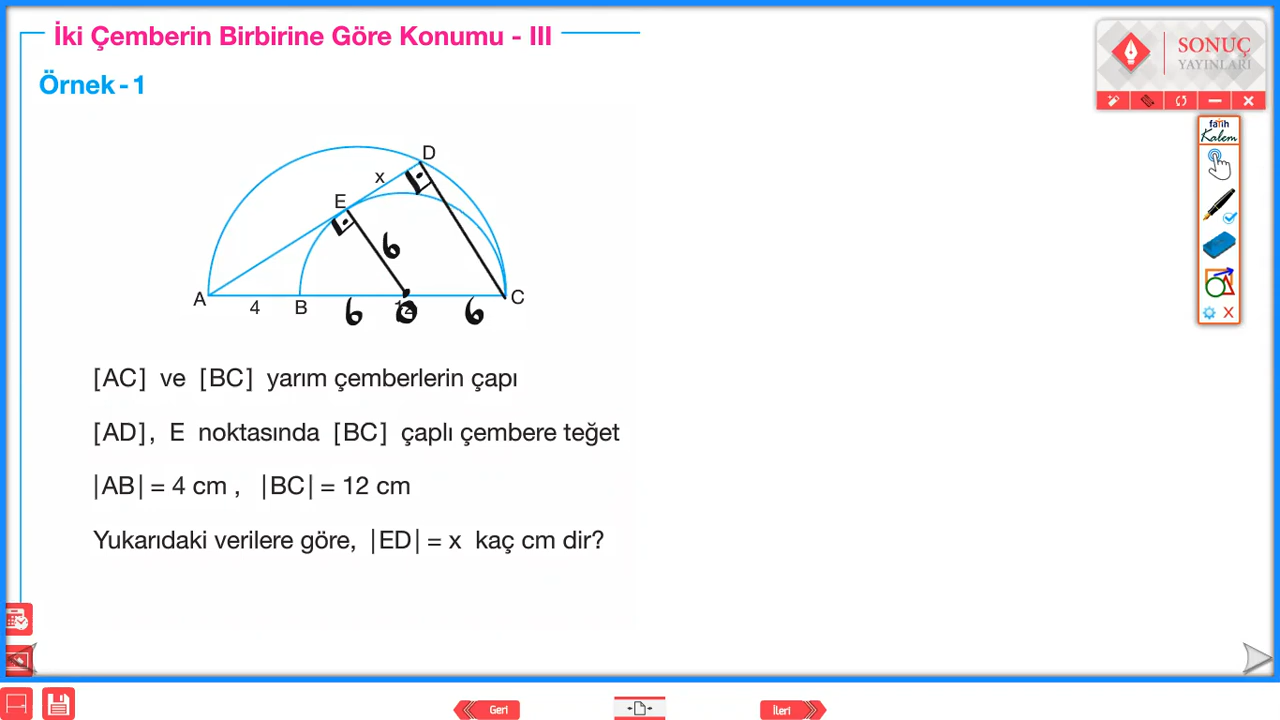 İki Çemberin Birbirine Göre Konumu - III
SONUÇ
YAYINLARI
Örnek - 1
fatih
Kalem
D
x
E
6
A
4
B
6
O
6
C
[AC] ve [BC] yarım çemberlerin çapı
[AD], E noktasında [BC] çaplı çembere teğet
|AB| = 4 cm , |BC| = 12 cm
Yukarıdaki verilere göre, |ED| = x kaç cm dir?
Geri
İleri